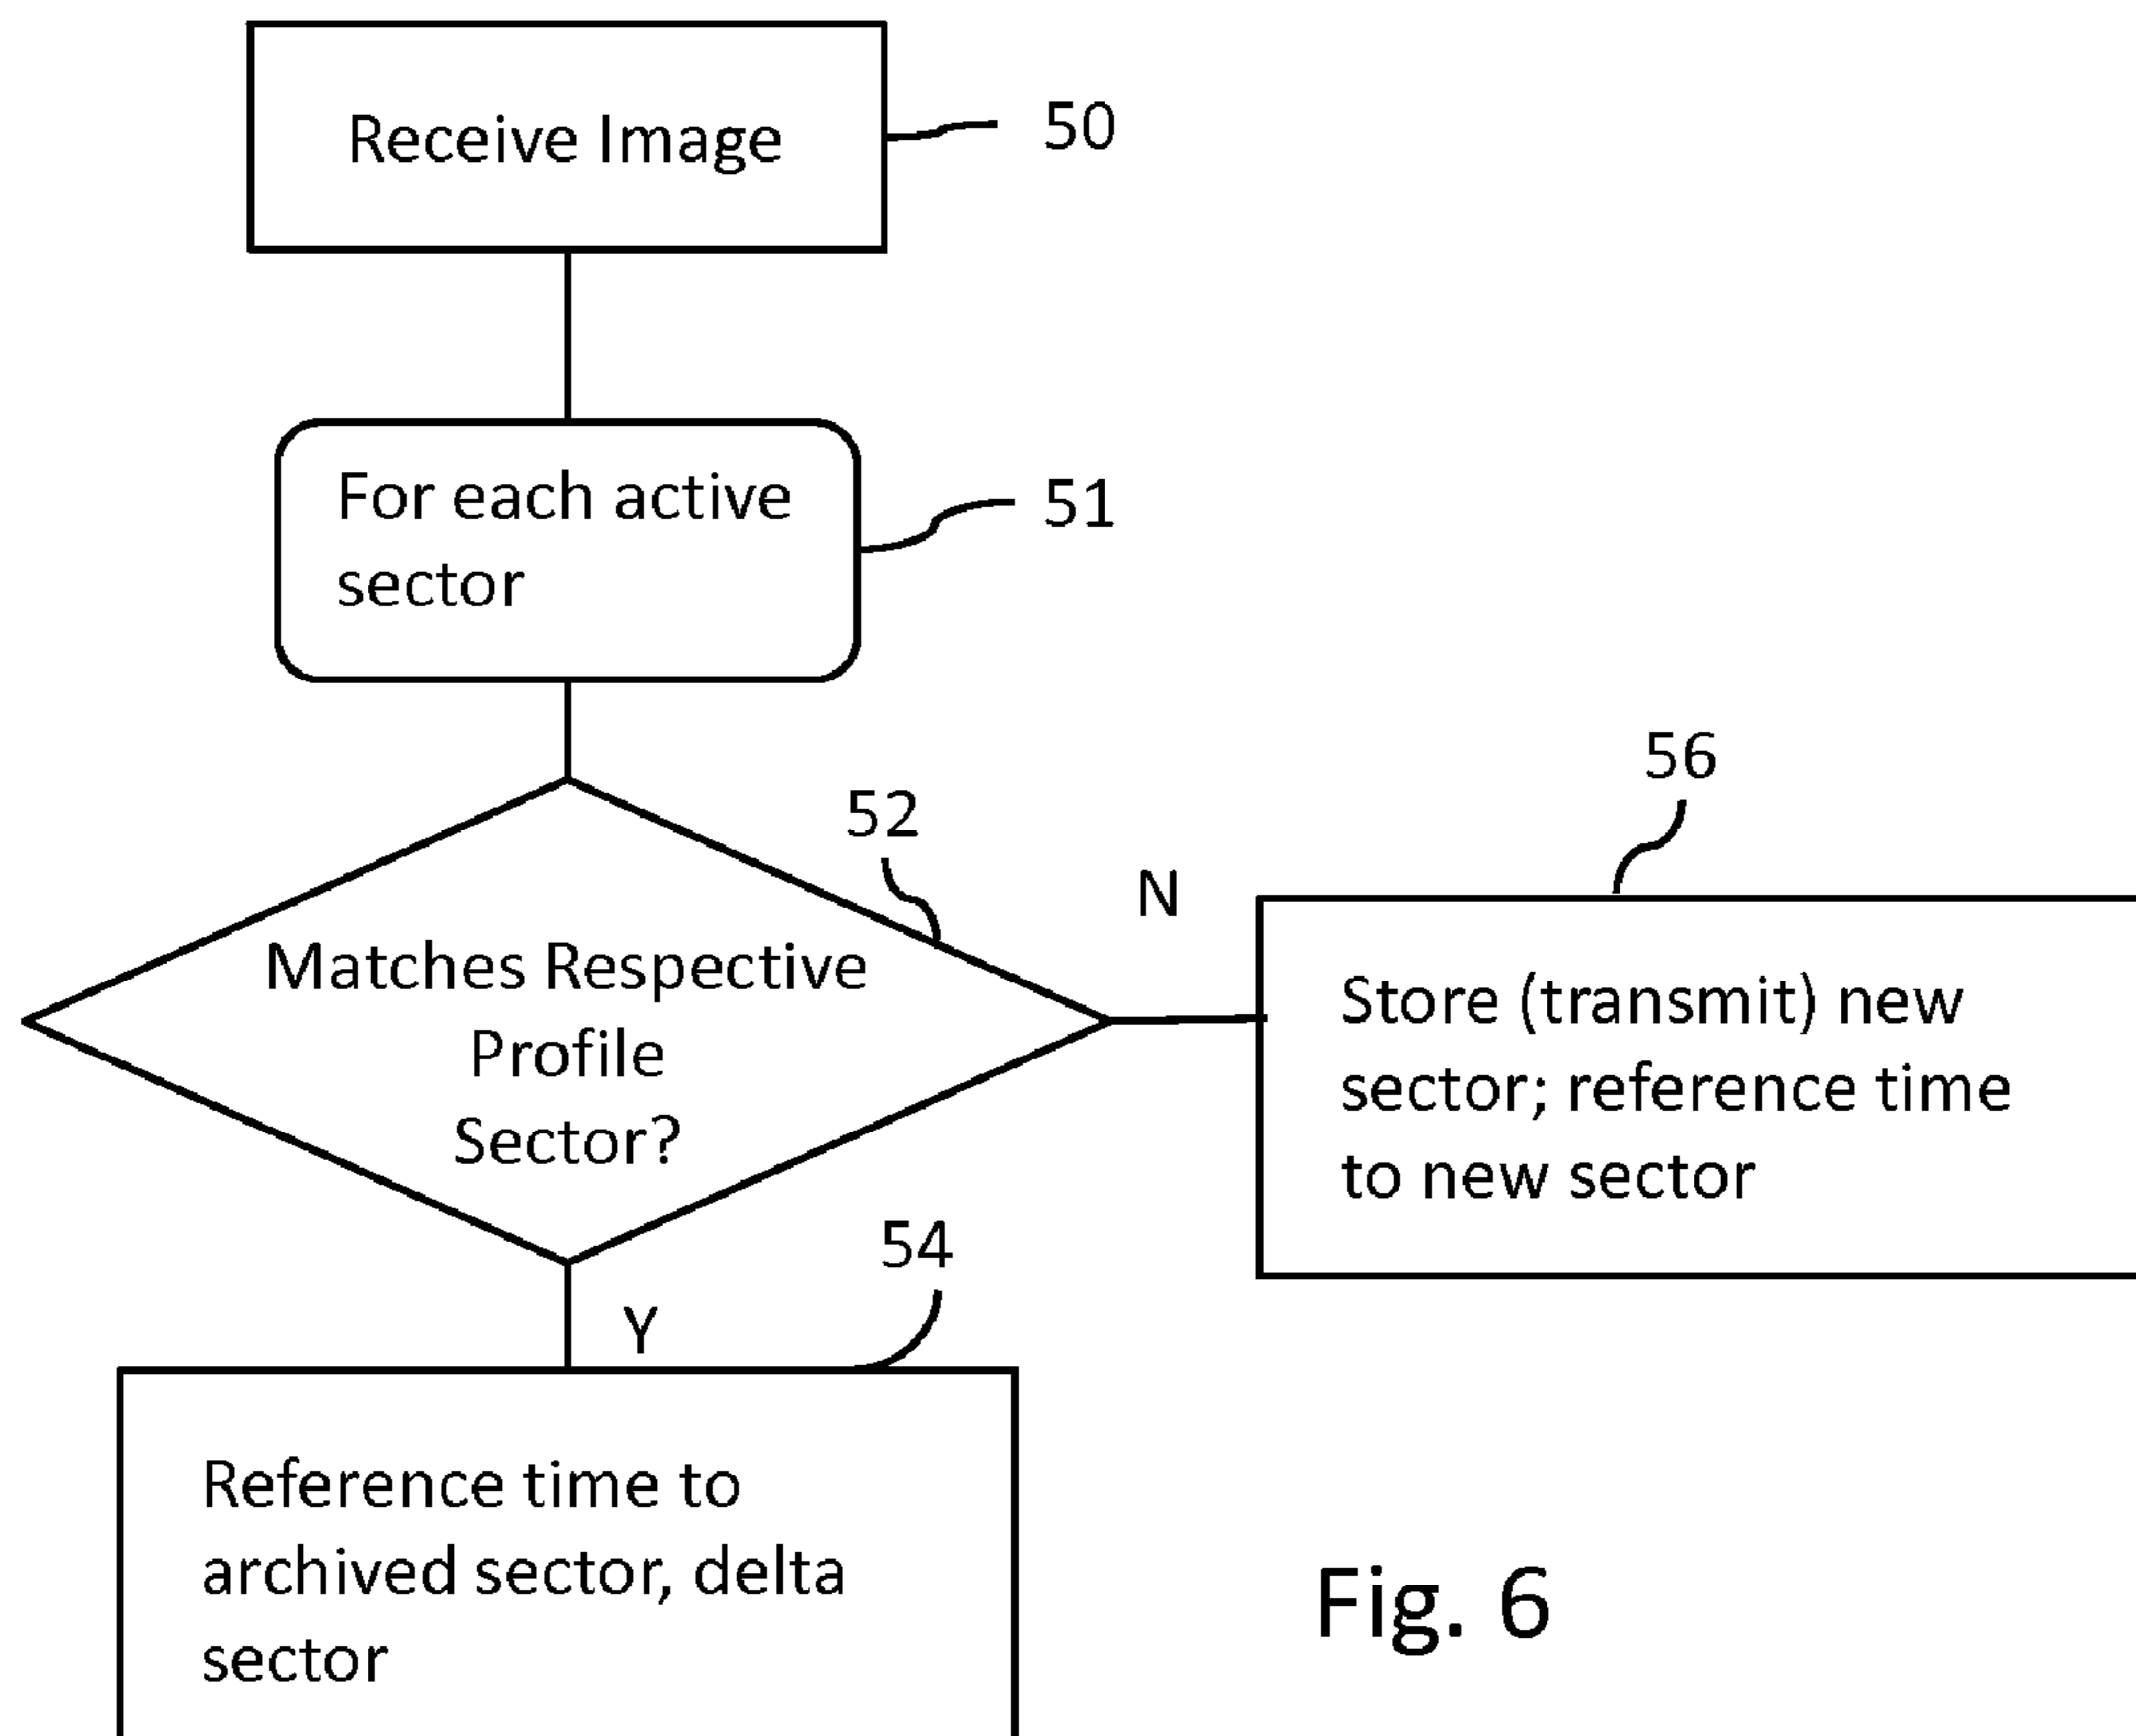 Receive Image
50
For each active
sector
51
52
Matches Respective
Profile
Sector?
N
56
Store (transmit) new
sector; reference time
to new sector
Y
54
Reference time to
archived sector, delta
sector
Fig. 6